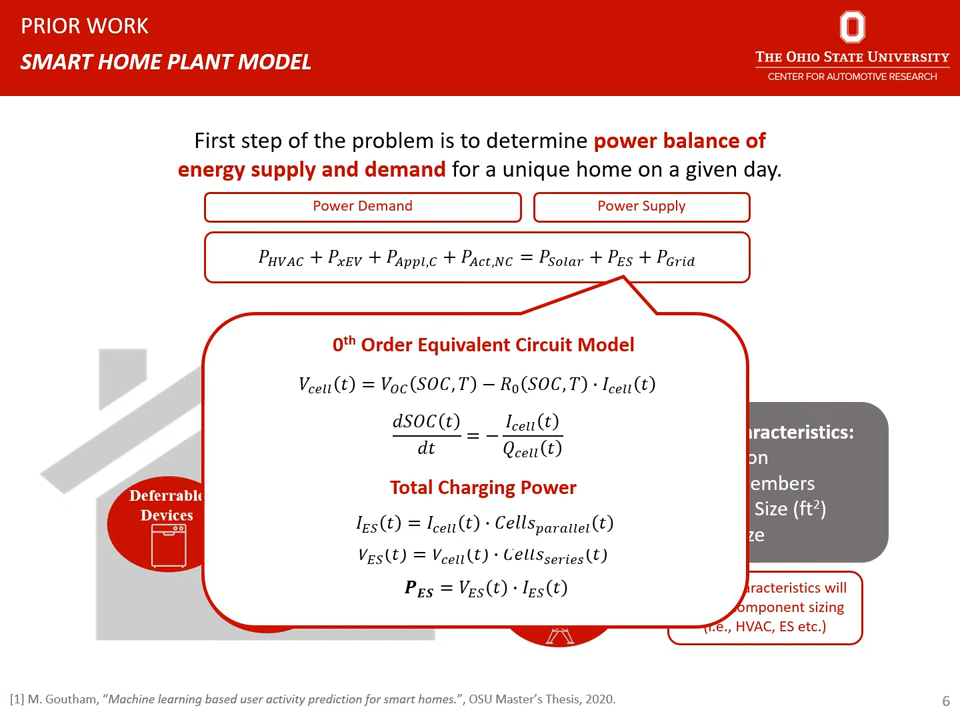 PRIOR WORK
SMART HOME PLANT MODEL
O
THE OHIO STATE UNIVERSITY
CENTER FOR AUTOMOTIVE RESEARCH
First step of the problem is to determine power balance of
energy supply and demand for a unique home on a given day.
Power Demand
Power Supply
P_HVAC + P_xEV + P_Appl,C + P_Act,NC = P_Solar + P_ES + P_Grid
0th Order Equivalent Circuit Model
V_cell(t) = V_OC(SOC, T) − R_0(SOC, T) · I_cell(t)
dSOC(t)/dt = − I_cell(t)/Q_cell(t)
Total Charging Power
I_ES(t) = I_cell(t) · Cells_parallel(t)
V_ES(t) = V_cell(t) · Cells_series(t)
P_ES = V_ES(t) · I_ES(t)
Deferrable
Devices
aracteristics:
on
embers
Size (ft²)
ze
aracteristics will
omponent sizing
(i.e., HVAC, ES etc.)
[1] M. Goutham, “Machine learning based user activity prediction for smart homes.”, OSU Master’s Thesis, 2020.
6